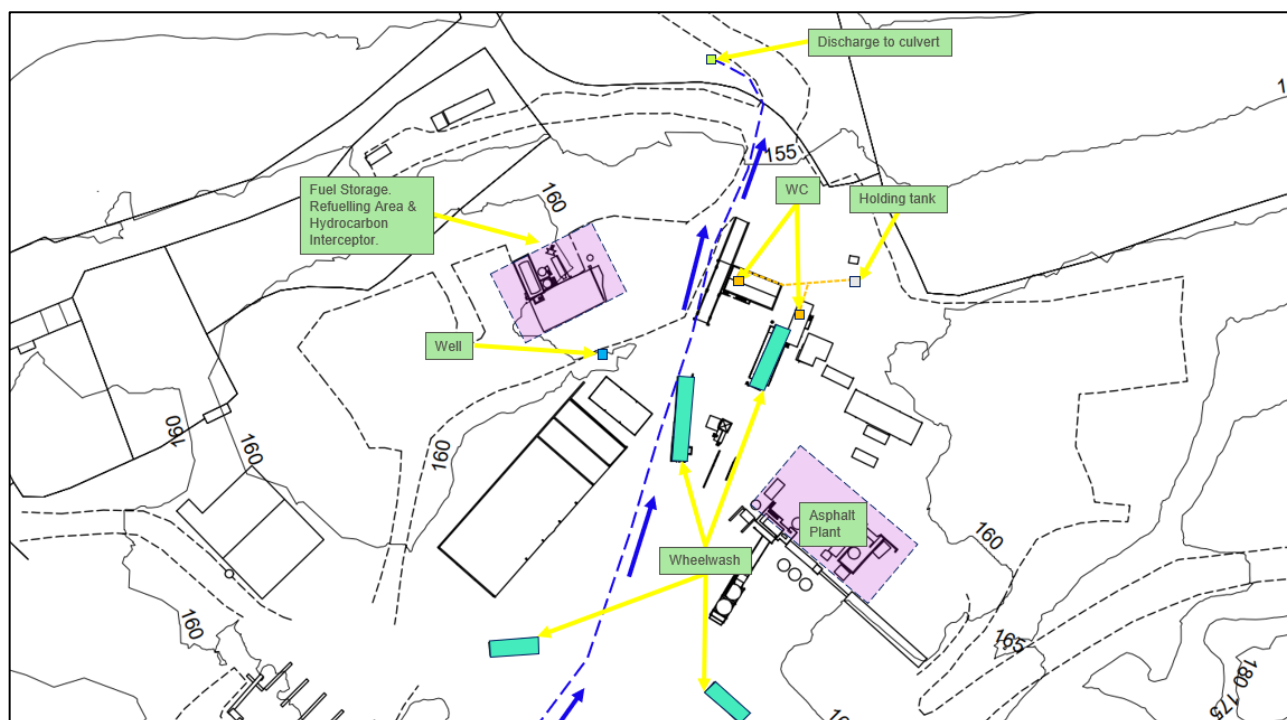 Discharge to culvert
155
WC
Holding tank
Fuel Storage.
Refuelling Area &
Hydrocarbon
Interceptor.
160
Well
160
160
160
Asphalt
Plant
160
Wheelwash
160
165
180
175